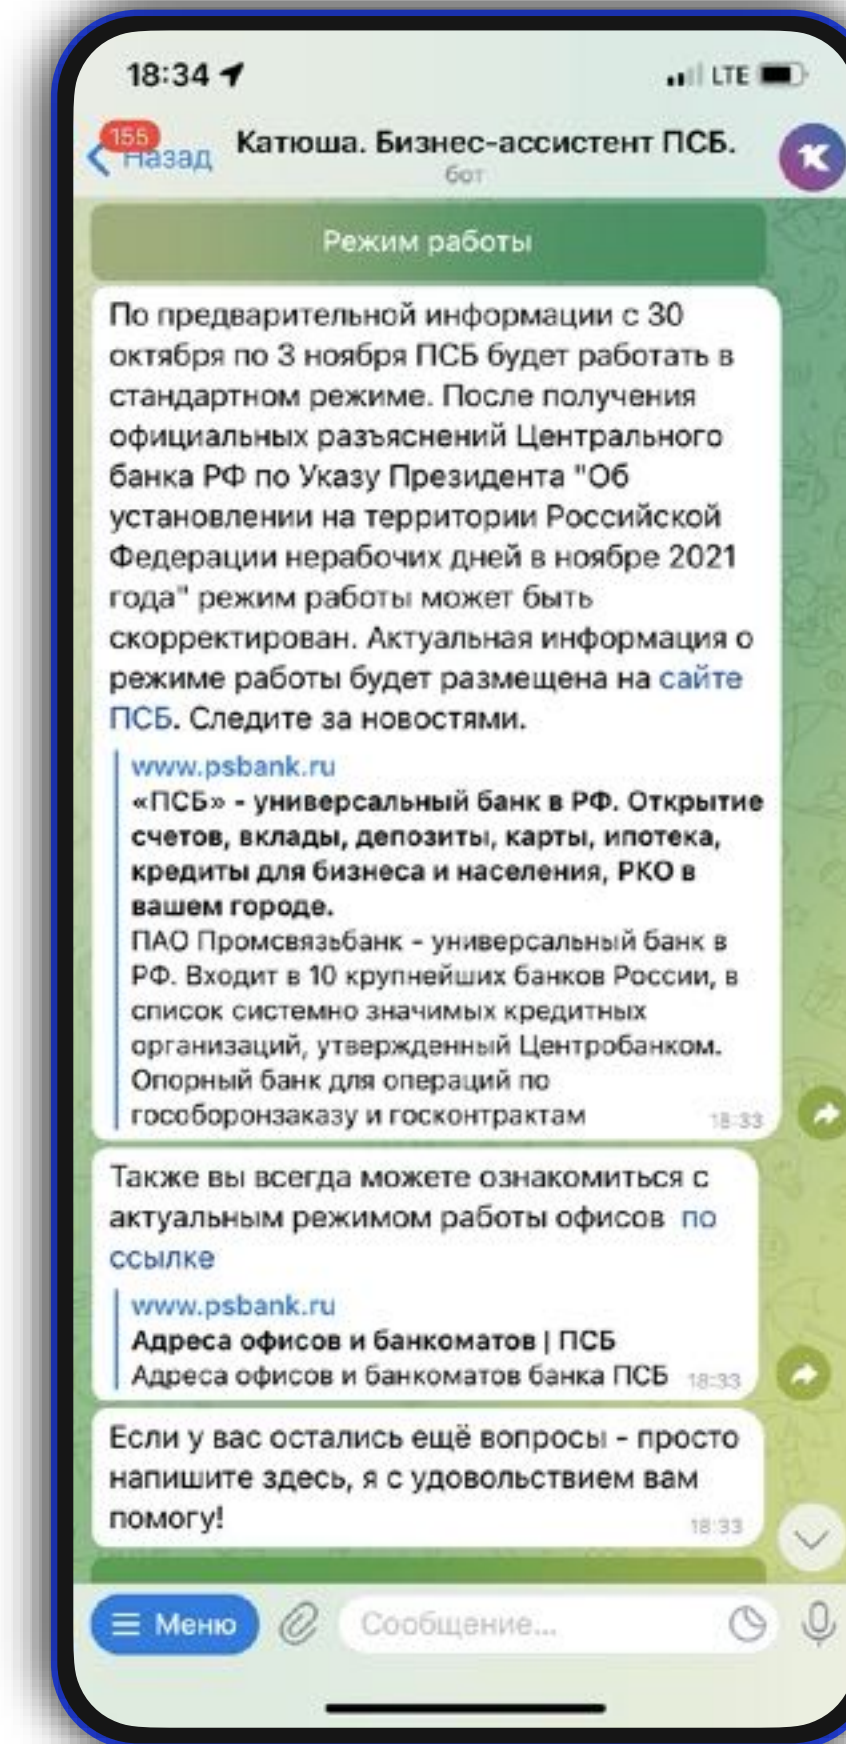 18:34
LTE
155
Назад
Катюша. Бизнес-ассистент ПСБ.
бот
Режим работы
По предварительной информации с 30
октября по 3 ноября ПСБ будет работать в
стандартном режиме. После получения
официальных разъяснений Центрального
банка РФ по Указу Президента "Об
установлении на территории Российской
Федерации нерабочих дней в ноябре 2021
года" режим работы может быть
скорректирован. Актуальная информация о
режиме работы будет размещена на сайте
ПСБ. Следите за новостями.
www.psbank.ru
«ПСБ» - универсальный банк в РФ. Открытие
счетов, вклады, депозиты, карты, ипотека,
кредиты для бизнеса и населения, РКО в
вашем городе.
ПАО Промсвязьбанк - универсальный банк в
РФ. Входит в 10 крупнейших банков России, в
список системно значимых кредитных
организаций, утвержденный Центробанком.
Опорный банк для операций по
гособоронзаказу и госконтрактам
18:33
Также вы всегда можете ознакомиться с
актуальным режимом работы офисов по
ссылке
www.psbank.ru
Адреса офисов и банкоматов | ПСБ
Адреса офисов и банкоматов банка ПСБ
18:33
Если у вас остались ещё вопросы - просто
напишите здесь, я с удовольствием вам
помогу!
18:33
Меню
Сообщение...